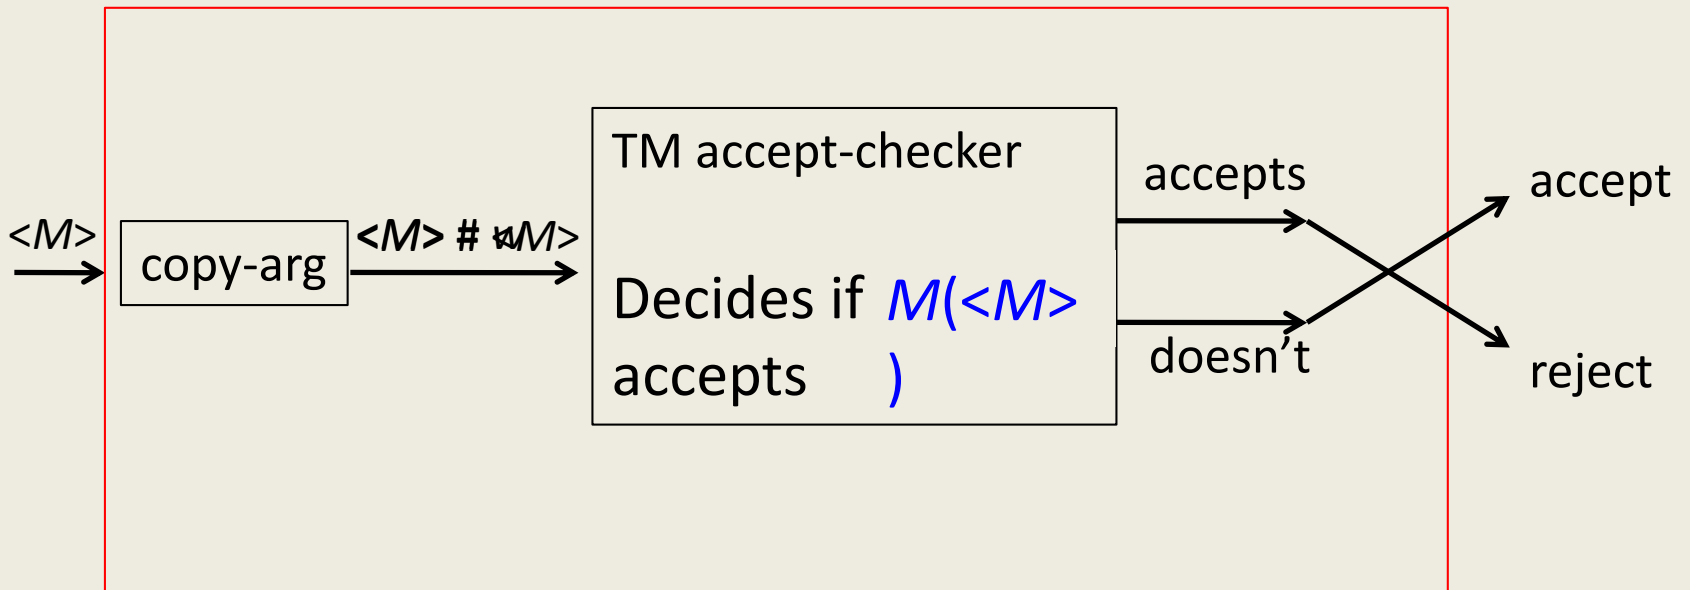 <M>
copy-arg
<M> # <M>
TM accept-checker
Decides if M(<M>
accepts )
accepts
doesn’t
accept
reject